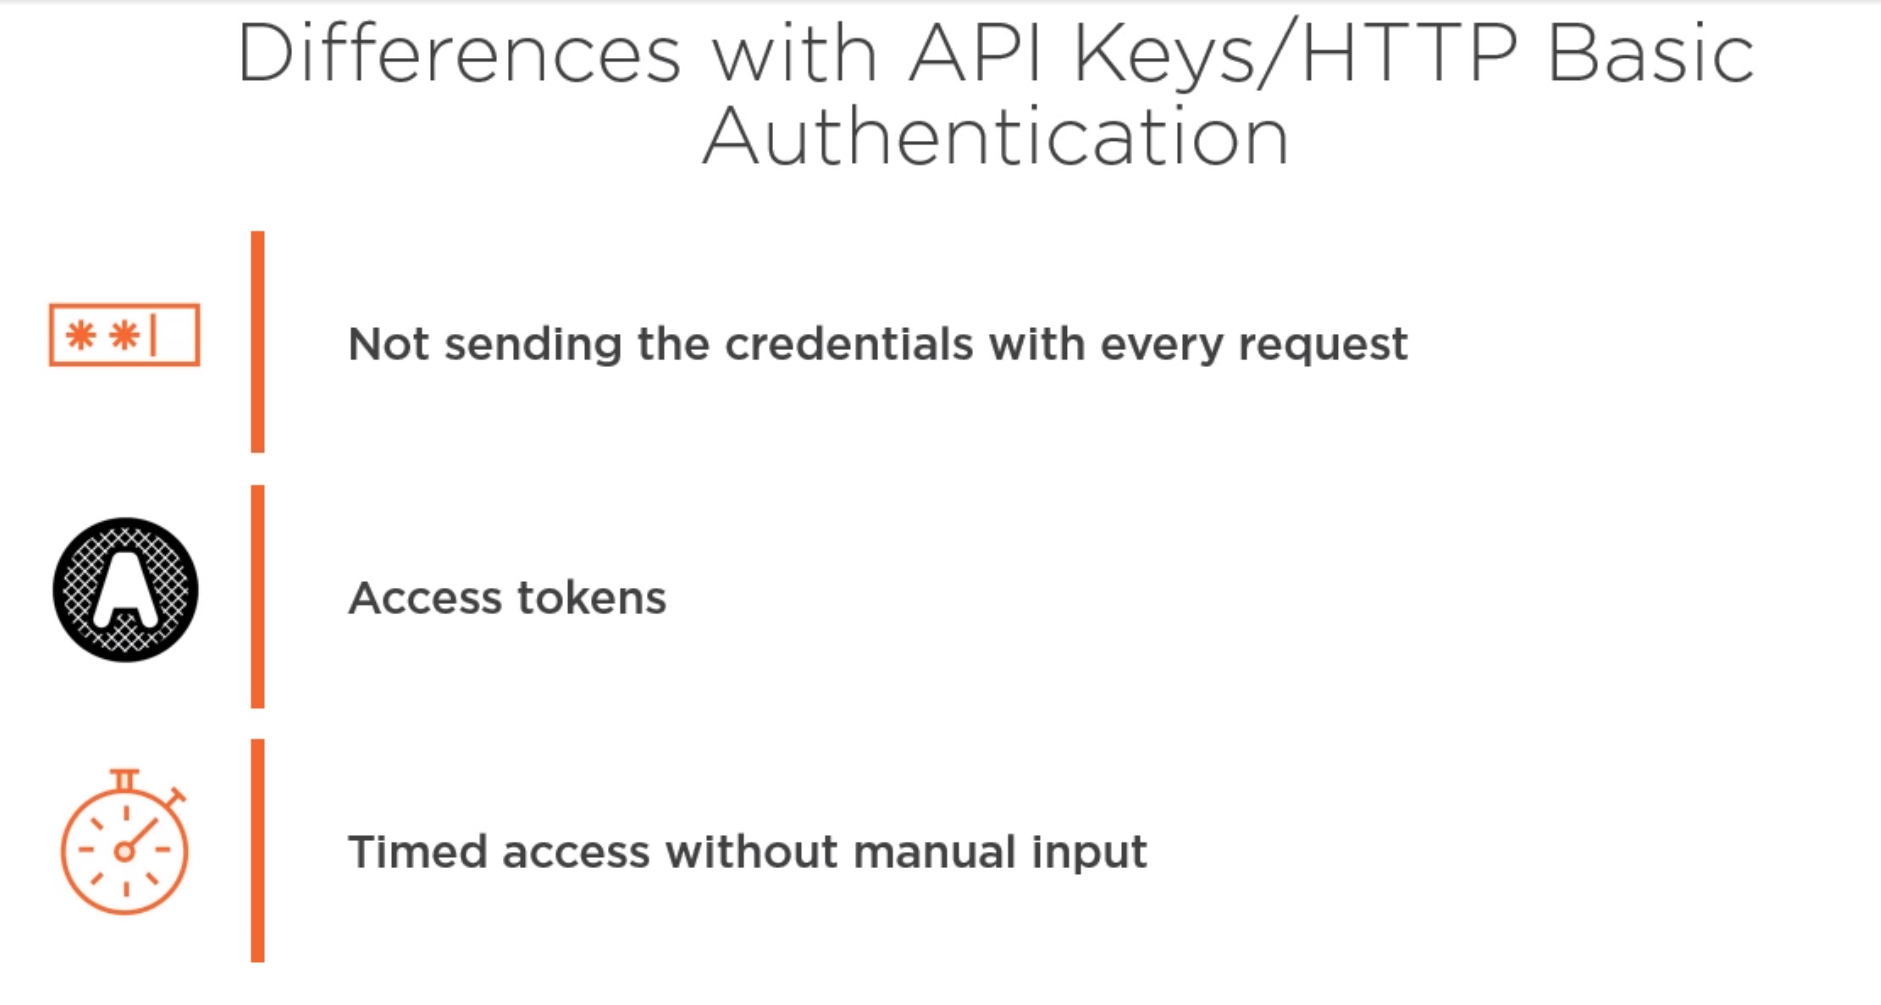 Differences with API Keys/HTTP Basic
Authentication
Not sending the credentials with every request
Access tokens
Timed access without manual input